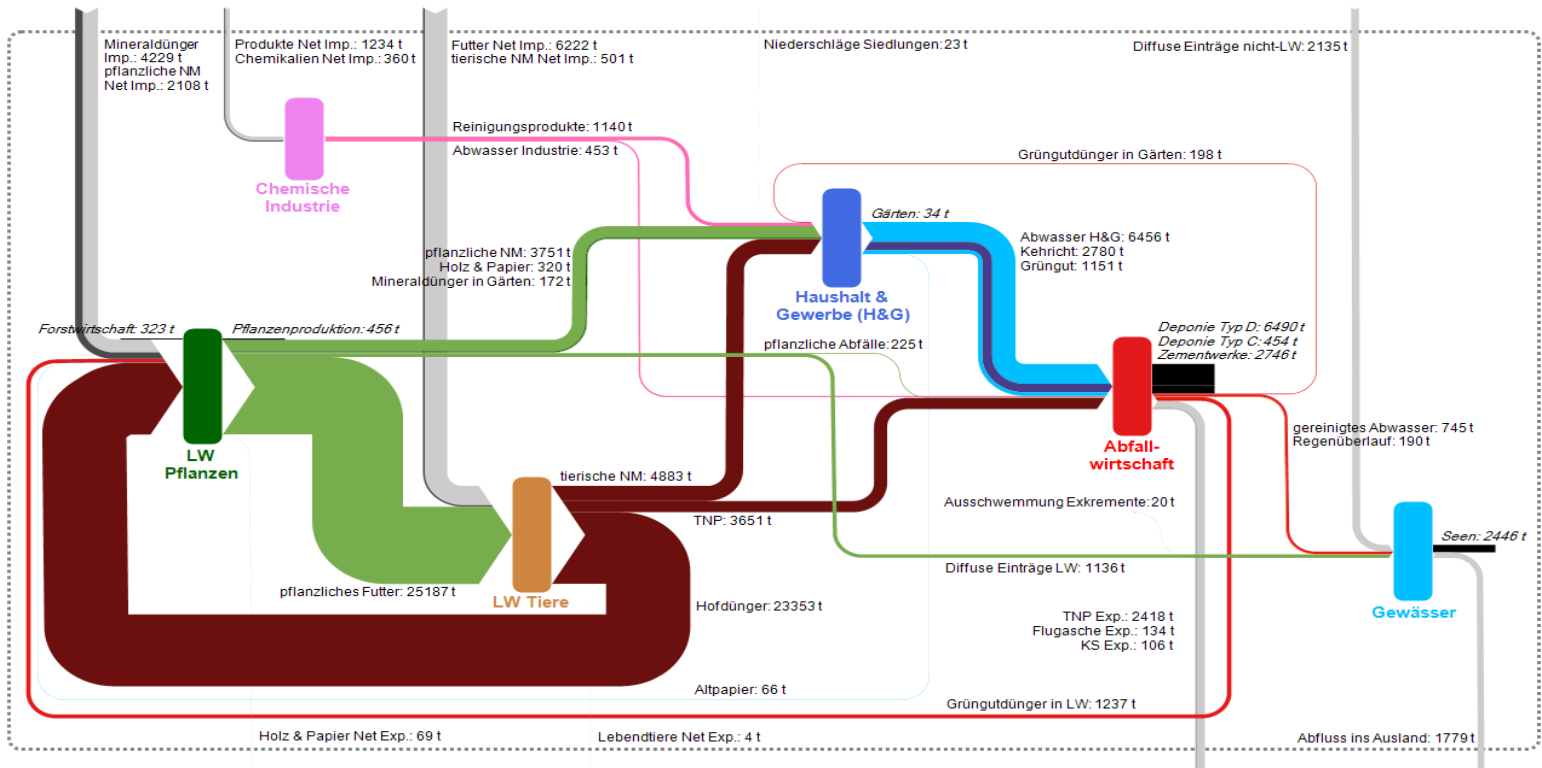 Mineraldünger
Imp.: 4229 t
pflanzliche NM
Net Imp.: 2108 t
Produkte Net Imp.: 1234 t
Chemikalien Net Imp.: 360 t
Futter Net Imp.: 6222 t
tierische NM Net Imp.: 501 t
Niederschläge Siedlungen: 23 t
Diffuse Einträge nicht-LW: 2135 t
Reinigungsprodukte: 1140 t
Abwasser Industrie: 453 t
Chemische
Industrie
Grüngutdünger in Gärten: 198 t
Gärten: 34 t
Abwasser H&G: 6456 t
Kehricht: 2780 t
Grüngut: 1151 t
pflanzliche NM: 3751 t
Holz & Papier: 320 t
Mineraldünger in Gärten: 172 t
Haushalt &
Gewerbe (H&G)
Forstwirtschaft: 323 t
Pflanzenproduktion: 456 t
pflanzliche Abfälle: 225 t
Deponie Typ D: 6490 t
Deponie Typ C: 454 t
Zementwerke: 2746 t
LW
Pflanzen
Abfall-
wirtschaft
gereinigtes Abwasser: 745 t
Regenüberlauf: 190 t
tierische NM: 4883 t
TNP: 3651 t
Ausschwemmung Exkremente: 20 t
Seen: 2446 t
Diffuse Einträge LW: 1136 t
pflanzliches Futter: 25187 t
LW Tiere
Hofdünger: 23353 t
Gewässer
TNP Exp.: 2418 t
Flugasche Exp.: 134 t
KS Exp.: 106 t
Altpapier: 66 t
Grüngutdünger in LW: 1237 t
Holz & Papier Net Exp.: 69 t
Lebendtiere Net Exp.: 4 t
Abfluss ins Ausland: 1779 t